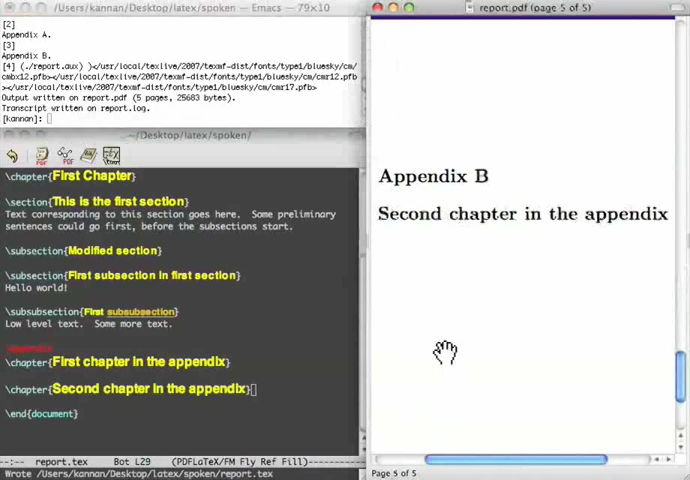 /Users/kannan/Desktop/latex/spoken — Emacs — 79×10
[2]
Appendix A.
[3]
Appendix B.
[4] (./report.aux) )</usr/local/texlive/2007/texmf-dist/fonts/type1/bluesky/cm/
cmbx12.pfb></usr/local/texlive/2007/texmf-dist/fonts/type1/bluesky/cm/cmr12.pfb
></usr/local/texlive/2007/texmf-dist/fonts/type1/bluesky/cm/cmr17.pfb>
Output written on report.pdf (5 pages, 25683 bytes).
Transcript written on report.log.
[kannan]:
~/Desktop/latex/spoken/
PDF
PDF
\chapter{First Chapter}
\section{This is the first section}
Text corresponding to this section goes here.  Some preliminary
sentences could go first, before the subsections start.
\subsection{Modified section}
\subsection{First subsection in first section}
Hello world!
\subsubsection{First subsubsection}
Low level text.  Some more text.
\appendix
\chapter{First chapter in the appendix}
\chapter{Second chapter in the appendix}
\end{document}
--:-- report.tex Bot L29 (PDFLaTeX/FM Fly Ref Fill)
Wrote /Users/kannan/Desktop/latex/spoken/report.tex
report.pdf (page 5 of 5)
Appendix B
Second chapter in the appendix
Page 5 of 5